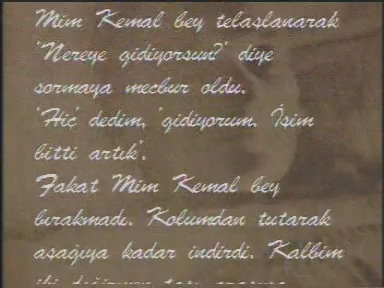 Mim Kemal bey telaşlanarak
'Nereye gidiyorsun?' diye
sormaya mecbur oldu.
'Hiç' dedim, 'gidiyorum. İşim
bitti artık'.
Fakat Mim Kemal bey
bırakmadı. Kolumdan tutarak
aşağıya kadar indirdi. Kalbim